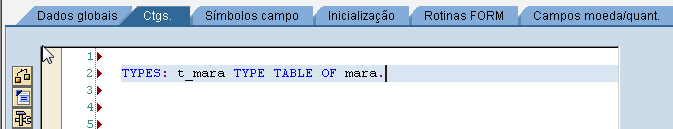 Dados globais Ctgs. Símbolos campo Inicialização Rotinas FORM Campos moeda/quant.
1
2 TYPES: t_mara TYPE TABLE OF mara.
3
4
5